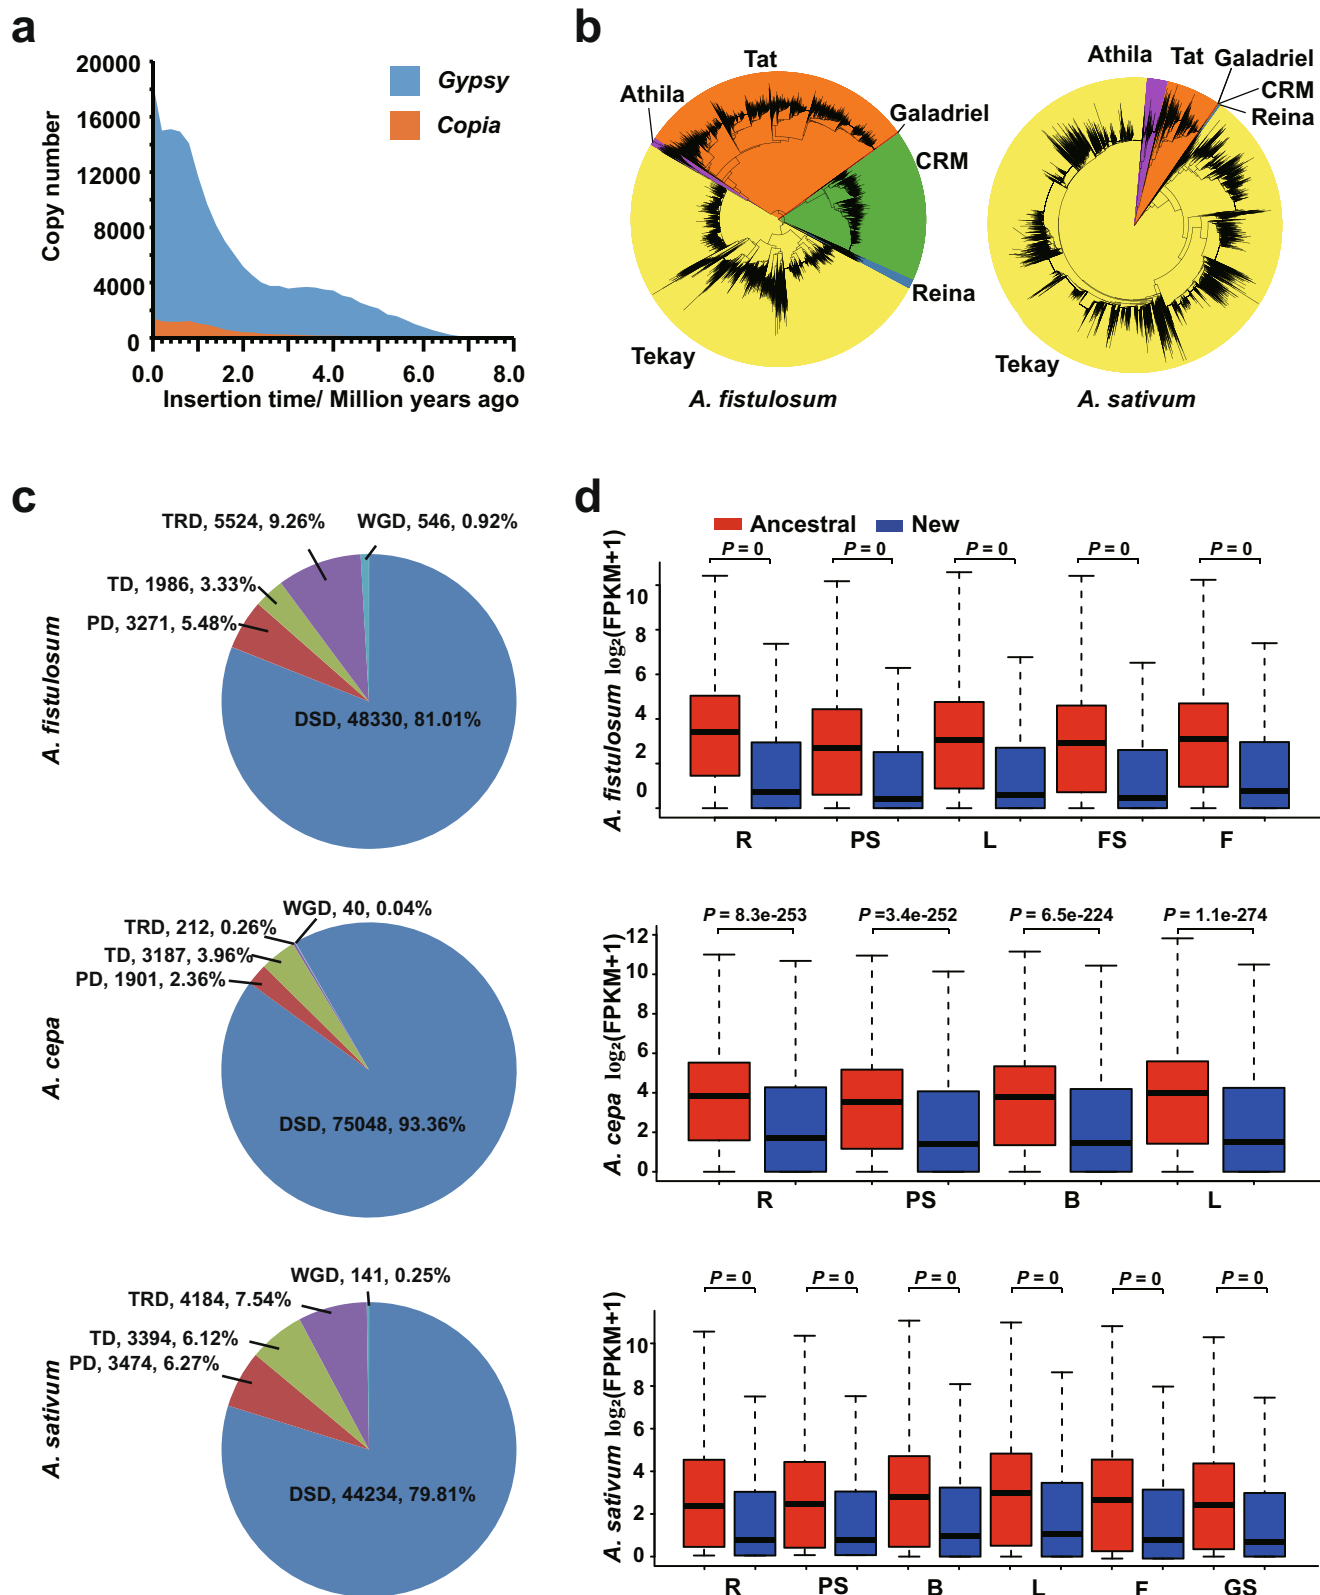 a
20000
16000
12000
8000
4000
0
Copy number
Gypsy
Copia
0.0 2.0 4.0 6.0 8.0
Insertion time/ Million years ago
b
Tat
Athila
Galadriel
CRM
Reina
Tekay
A. fistulosum
Athila Tat Galadriel
CRM
Reina
Tekay
A. sativum
c
A. fistulosum
TRD, 5524, 9.26% WGD, 546, 0.92%
TD, 1986, 3.33%
PD, 3271, 5.48%
DSD, 48330, 81.01%
A. cepa
WGD, 40, 0.04%
TRD, 212, 0.26%
TD, 3187, 3.96%
PD, 1901, 2.36%
DSD, 75048, 93.36%
A. sativum
WGD, 141, 0.25%
TRD, 4184, 7.54%
TD, 3394, 6.12%
PD, 3474, 6.27%
DSD, 44234, 79.81%
d
Ancestral New
A. fistulosum log₂(FPKM+1)
P = 0 P = 0 P = 0 P = 0 P = 0
10
8
6
4
2
0
R PS L FS F
A. cepa log₂(FPKM+1)
P = 8.3e-253 P =3.4e-252 P = 6.5e-224 P = 1.1e-274
12
10
8
6
4
2
0
R PS B L
A. sativum log₂(FPKM+1)
P = 0 P = 0 P = 0 P = 0 P = 0 P = 0
10
8
6
4
2
0
R PS B L F GS